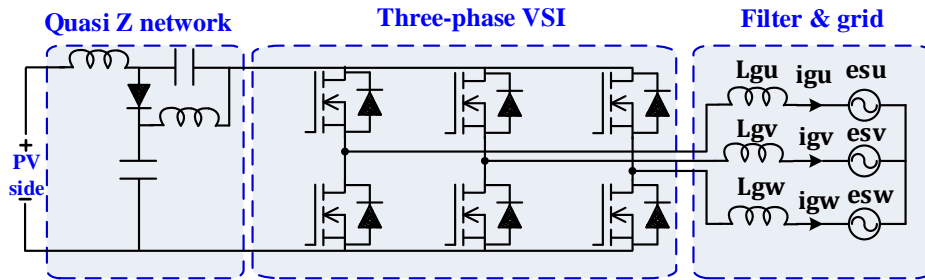 Quasi Z network
Three-phase VSI
Filter & grid
+
PV
side
-
Lgu
igu
esu
Lgv
igv
esv
Lgw
igw
esw